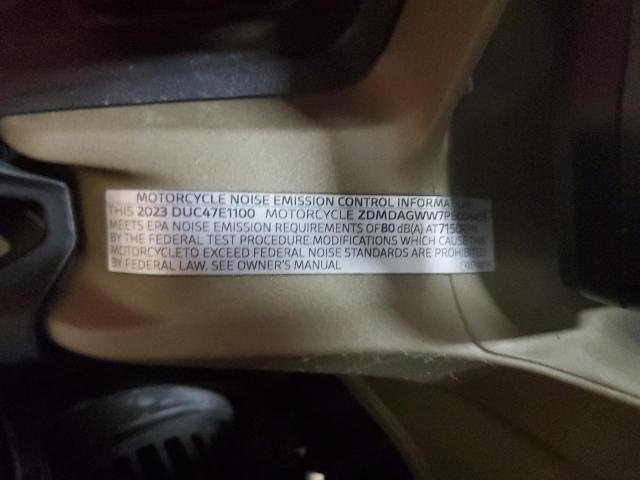 MOTORCYCLE NOISE EMISSION CONTROL INFORMATION
THIS 2023 DUC47E1100 MOTORCYCLE
MEETS EPA NOISE EMISSION REQUIREMENTS OF 80 dB(A) AT 7150 RPM
BY THE FEDERAL TEST PROCEDURE. MODIFICATIONS WHICH CAUSE THIS
MOTORCYCLE TO EXCEED FEDERAL NOISE STANDARDS ARE PROHIBITED
BY FEDERAL LAW. SEE OWNER'S MANUAL